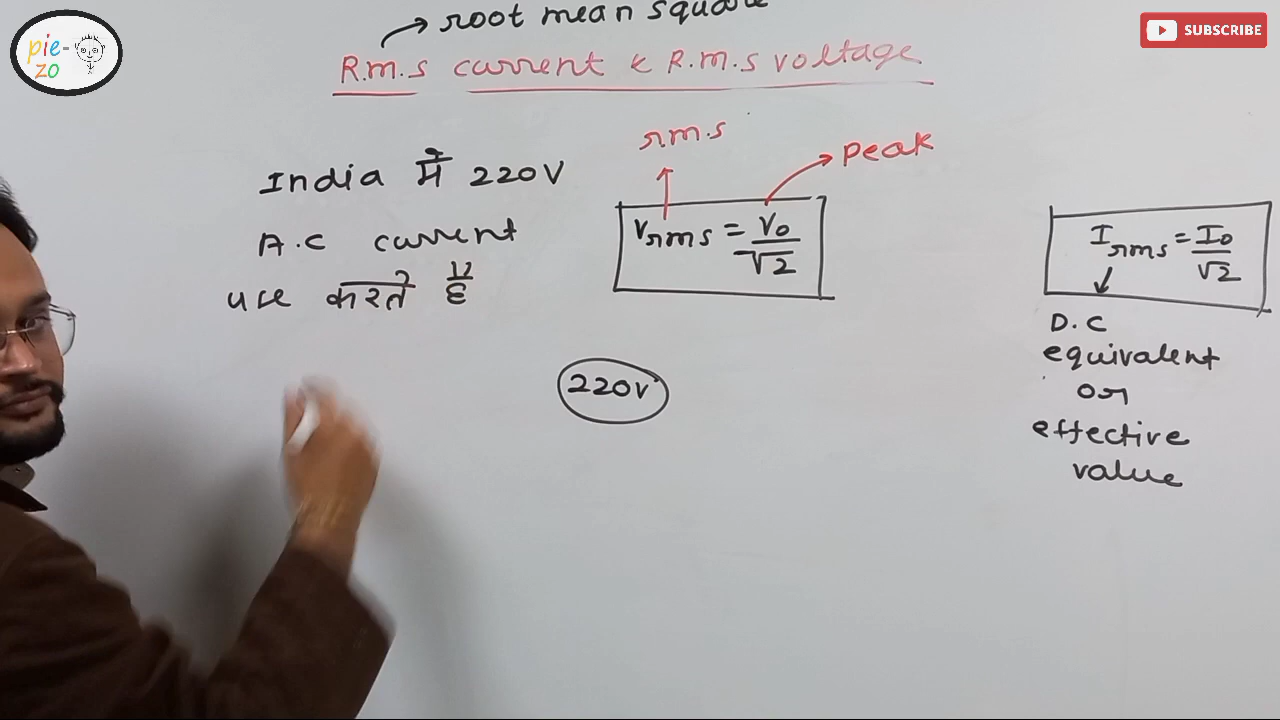 root mean square
R.m.s current & R.m.s voltage
India में 220V
A.C current
use करते हैं
r.m.s
Peak
Vrms = V₀/√2
220V
Irms = I₀/√2
D.C
equivalent
or
effective
value
pie-
zo
SUBSCRIBE